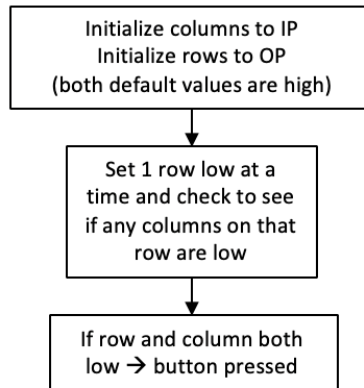 Initialize columns to IP
Initialize rows to OP
(both default values are high)
Set 1 row low at a
time and check to see
if any columns on that
row are low
If row and column both
low → button pressed